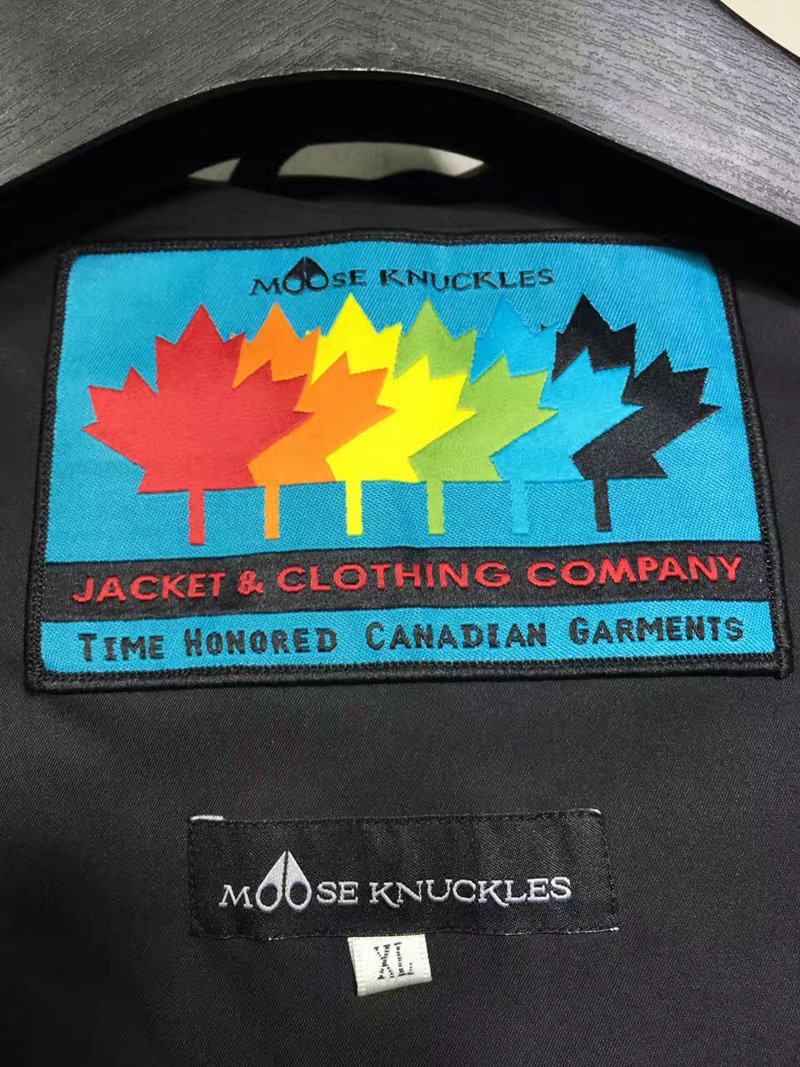 MOOSE KNUCKLES
JACKET & CLOTHING COMPANY
TIME HONORED CANADIAN GARMENTS
MOOSE KNUCKLES
XL